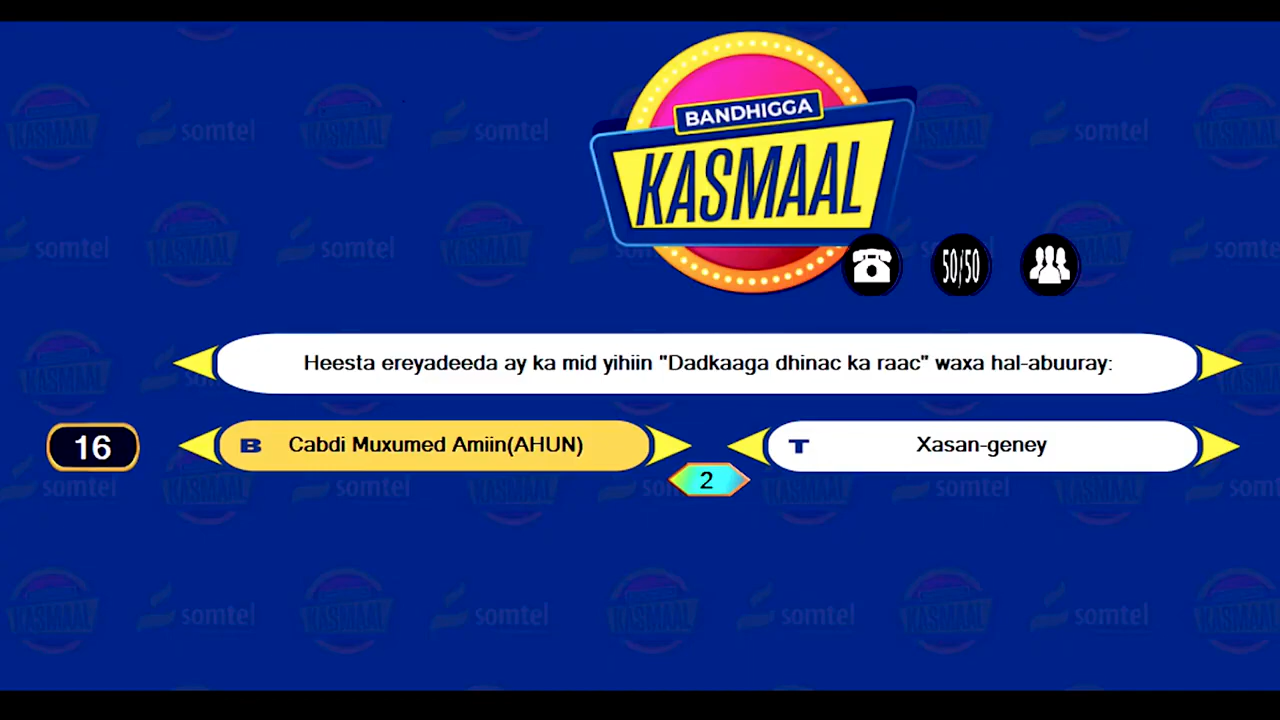 BANDHIGGA
KASMAAL
50/50
Heesta ereyadeeda ay ka mid yihiin "Dadkaaga dhinac ka raac" waxa hal-abuuray:
16
B Cabdi Muxumed Amiin(AHUN)
T Xasan-geney
2
somtel